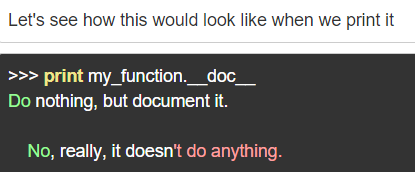 Let's see how this would look like when we print it
>>> print my_function.__doc__
Do nothing, but document it.
No, really, it doesn't do anything.